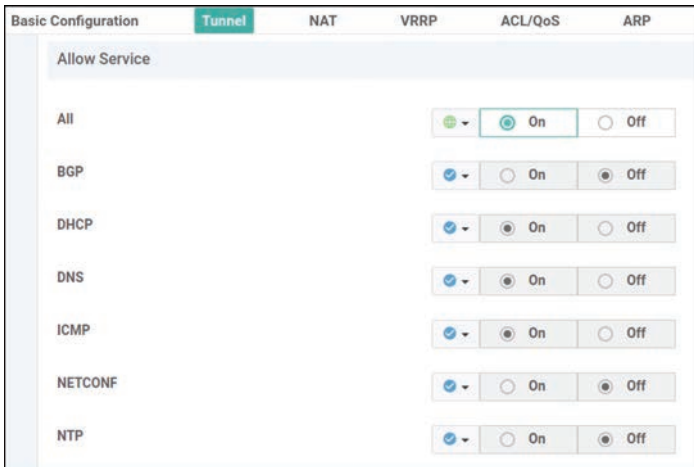 Basic Configuration Tunnel NAT VRRP ACL/QoS ARP
Allow Service
All On Off
BGP On Off
DHCP On Off
DNS On Off
ICMP On Off
NETCONF On Off
NTP On Off